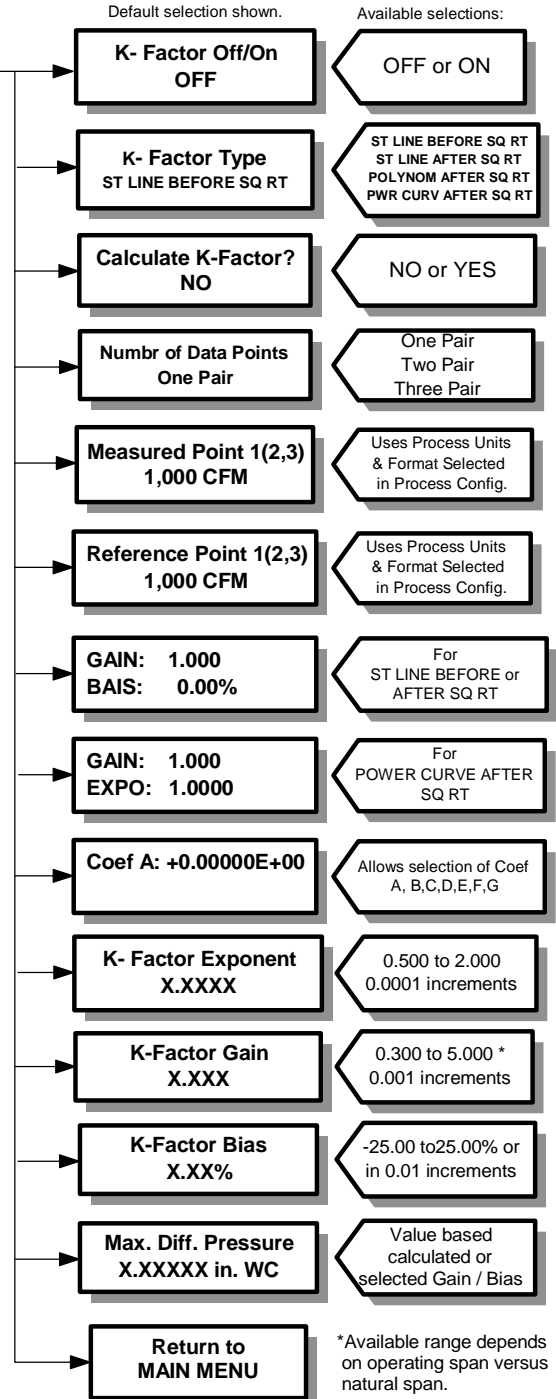 Default selection shown.
Available selections:
K- Factor Off/On
OFF
OFF or ON
K- Factor Type
ST LINE BEFORE SQ RT
ST LINE BEFORE SQ RT
ST LINE AFTER SQ RT
POLYNOM AFTER SQ RT
PWR CURV AFTER SQ RT
Calculate K-Factor?
NO
NO or YES
Numbr of Data Points
One Pair
One Pair
Two Pair
Three Pair
Measured Point 1(2,3)
1,000 CFM
Uses Process Units
& Format Selected
in Process Config.
Reference Point 1(2,3)
1,000 CFM
Uses Process Units
& Format Selected
in Process Config.
GAIN: 1.000
BAIS: 0.00%
For
ST LINE BEFORE or
AFTER SQ RT
GAIN: 1.000
EXPO: 1.0000
For
POWER CURVE AFTER
SQ RT
Coef A: +0.00000E+00
Allows selection of Coef
A, B,C,D,E,F,G
K- Factor Exponent
X.XXXX
0.500 to 2.000
0.0001 increments
K-Factor Gain
X.XXX
0.300 to 5.000 *
0.001 increments
K-Factor Bias
X.XX%
-25.00 to25.00% or
in 0.01 increments
Max. Diff. Pressure
X.XXXXX in. WC
Value based
calculated or
selected Gain / Bias
Return to
MAIN MENU
*Available range depends
on operating span versus
natural span.